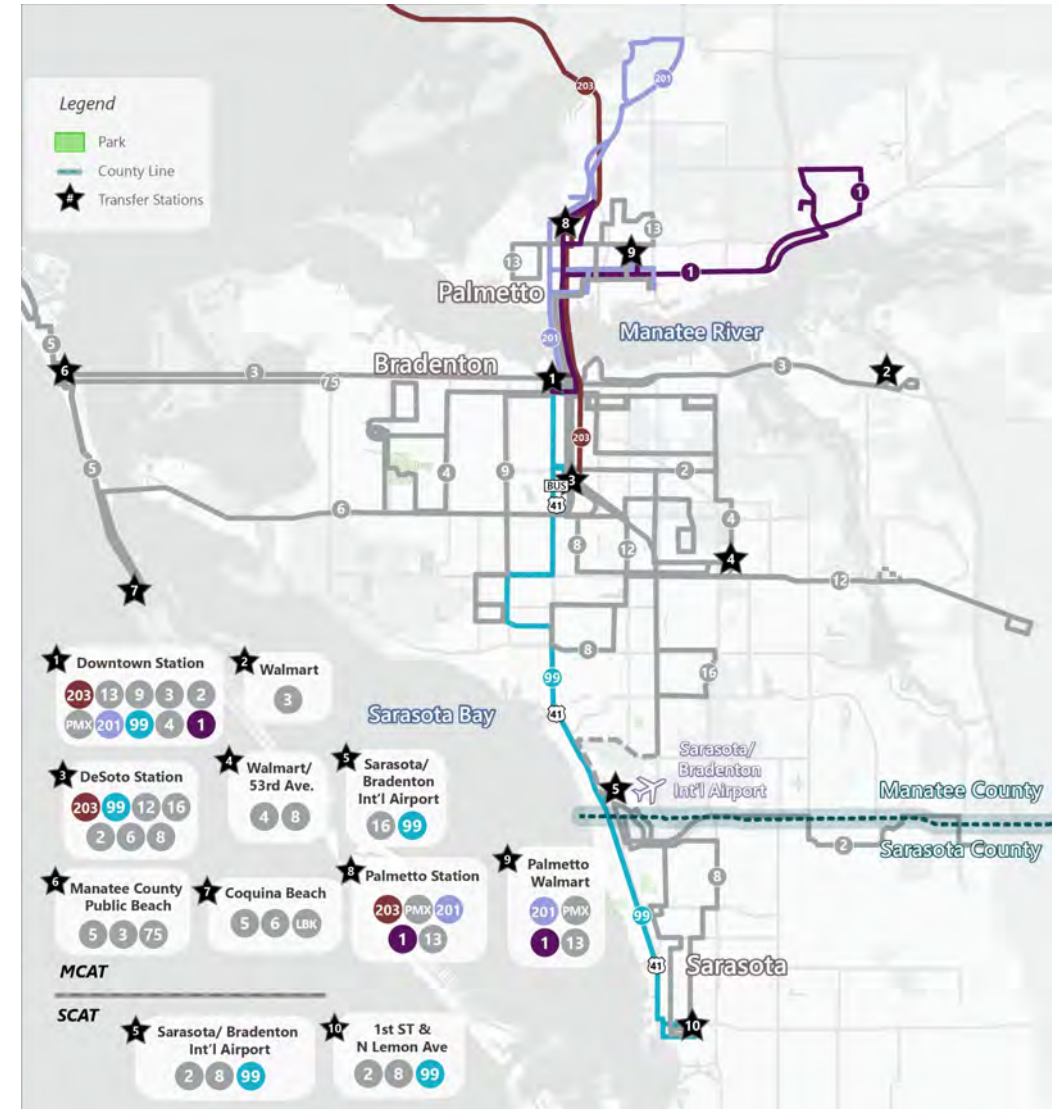 Legend
Park
County Line
# Transfer Stations
203
201
1
8
13
9
13
1
Palmetto
Manatee River
201
5
6
3
75
Bradenton
1
3
2
203
5
4
9
2
BUS
3
41
6
4
8
12
4
12
7
8
16
99
41
Sarasota Bay
Sarasota/
Bradenton
Int'l Airport
5
Manatee County
Sarasota County
2
8
99
41
Sarasota
10
1 Downtown Station
203 13 9 3 2
PMX 201 99 4 1
2 Walmart
3
3 DeSoto Station
203 99 12 16
2 6 8
4 Walmart/
53rd Ave.
4 8
5 Sarasota/
Bradenton
Int'l Airport
16 99
6 Manatee County
Public Beach
5 3 75
7 Coquina Beach
5 6 LBK
8 Palmetto Station
203 PMX 201
1 13
9 Palmetto
Walmart
201 PMX
1 13
MCAT
SCAT
5 Sarasota/ Bradenton
Int'l Airport
2 8 99
10 1st ST &
N Lemon Ave
2 8 99